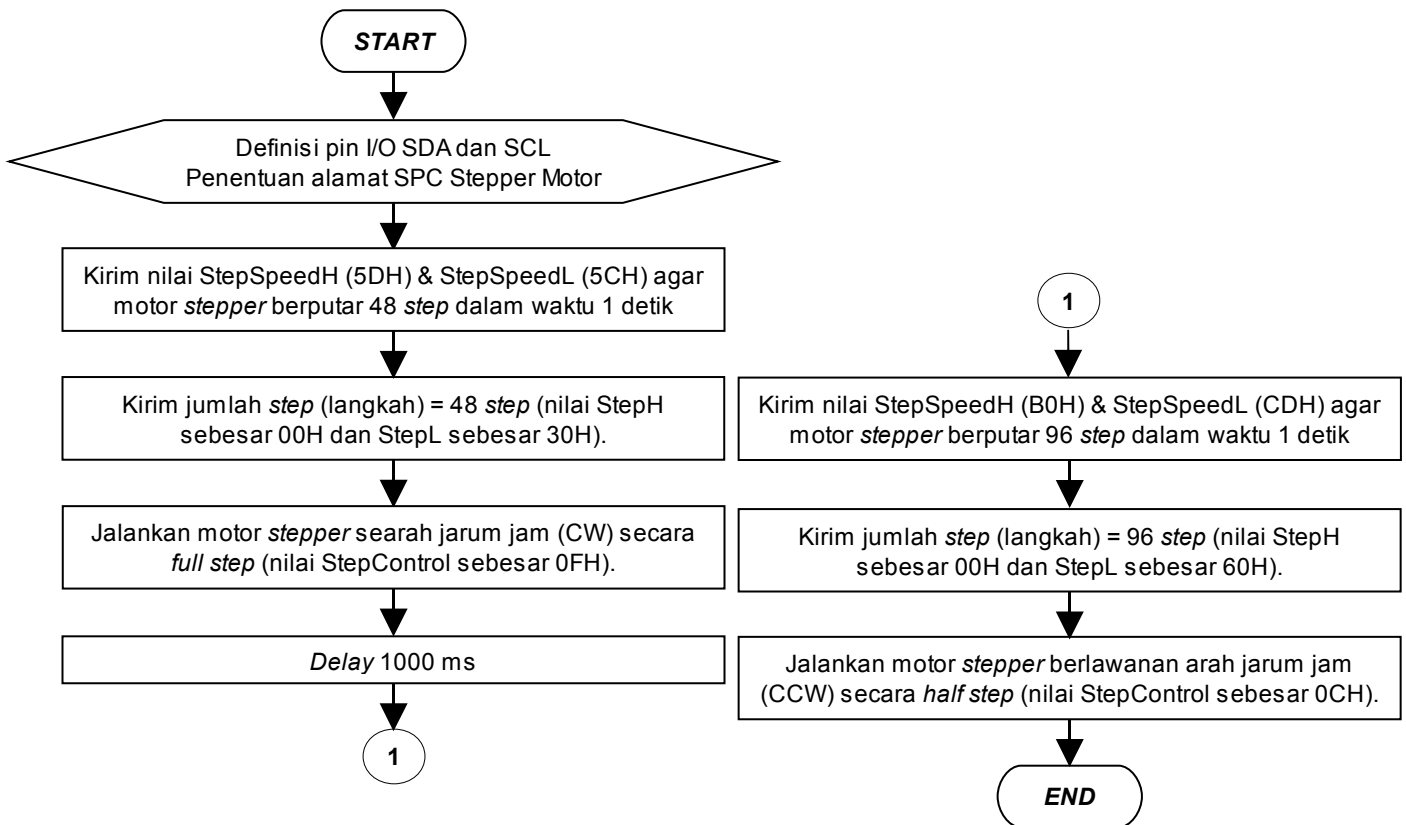 START
Definisi pin I/O SDA dan SCL
Penentuan alamat SPC Stepper Motor
Kirim nilai StepSpeedH (5DH) & StepSpeedL (5CH) agar
motor stepper berputar 48 step dalam waktu 1 detik
Kirim jumlah step (langkah) = 48 step (nilai StepH
sebesar 00H dan StepL sebesar 30H).
Jalankan motor stepper searah jarum jam (CW) secara
full step (nilai StepControl sebesar 0FH).
Delay 1000 ms
1
1
Kirim nilai StepSpeedH (B0H) & StepSpeedL (CDH) agar
motor stepper berputar 96 step dalam waktu 1 detik
Kirim jumlah step (langkah) = 96 step (nilai StepH
sebesar 00H dan StepL sebesar 60H).
Jalankan motor stepper berlawanan arah jarum jam
(CCW) secara half step (nilai StepControl sebesar 0CH).
END